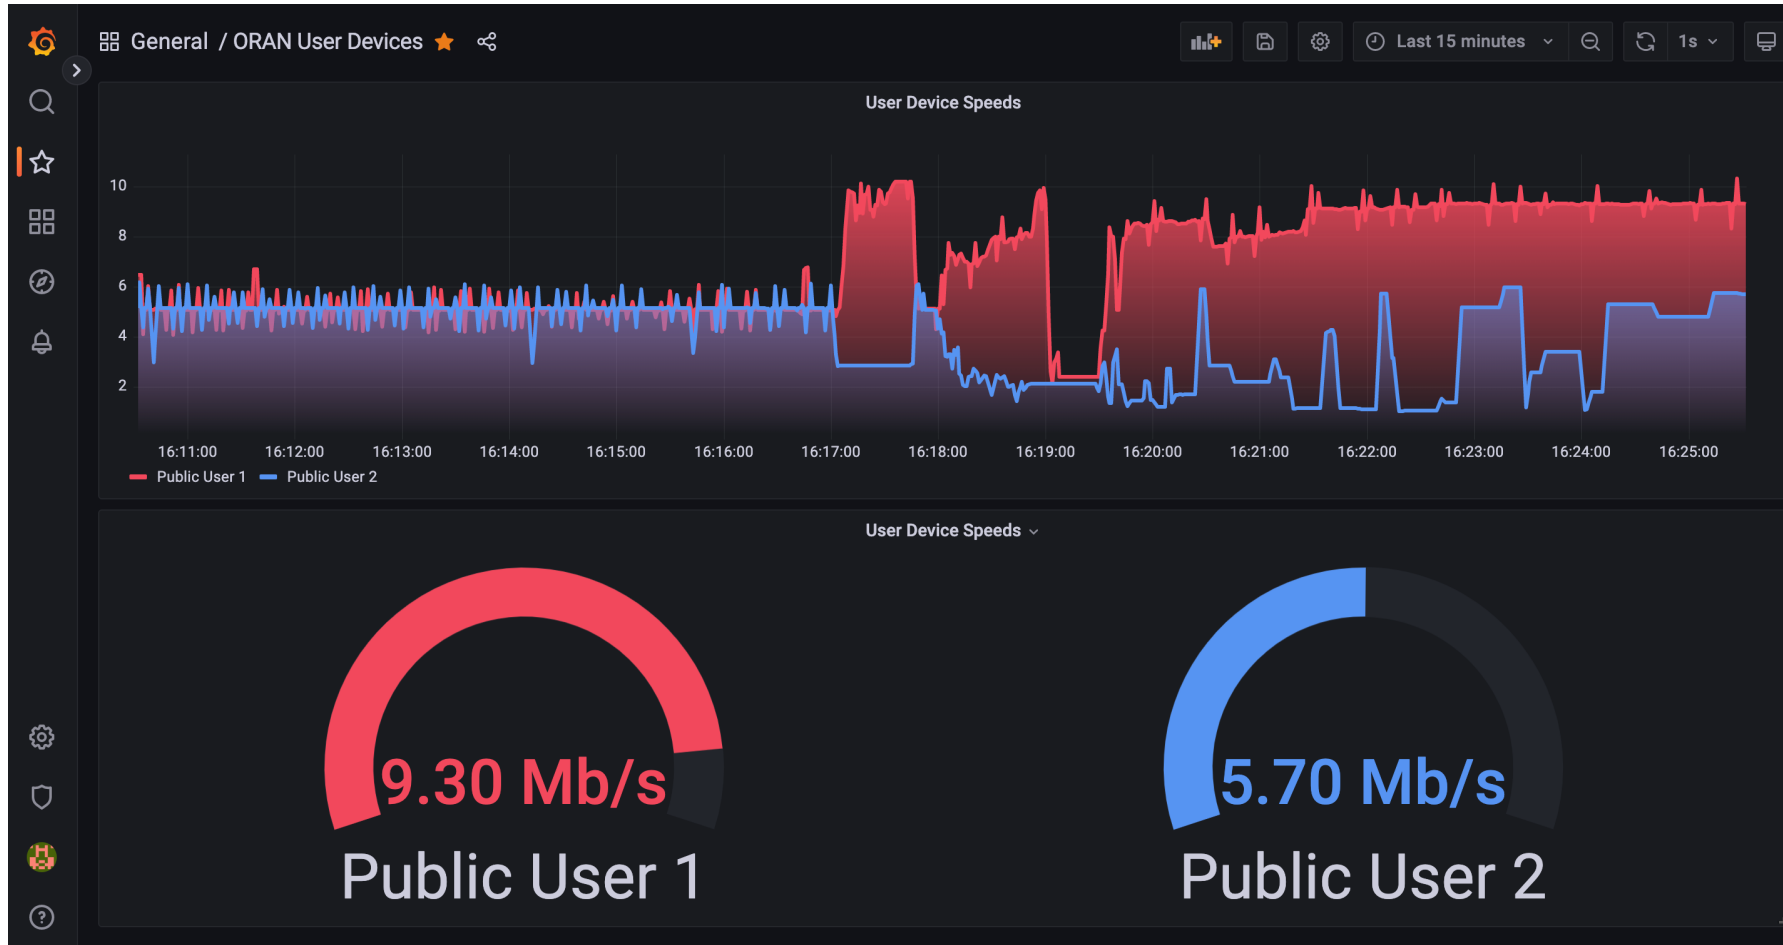 General / ORAN User Devices
Last 15 minutes
1s
User Device Speeds
10
8
6
4
2
16:11:00 16:12:00 16:13:00 16:14:00 16:15:00 16:16:00 16:17:00 16:18:00 16:19:00 16:20:00 16:21:00 16:22:00 16:23:00 16:24:00 16:25:00
Public User 1 Public User 2
User Device Speeds
9.30 Mb/s 5.70 Mb/s
Public User 1 Public User 2